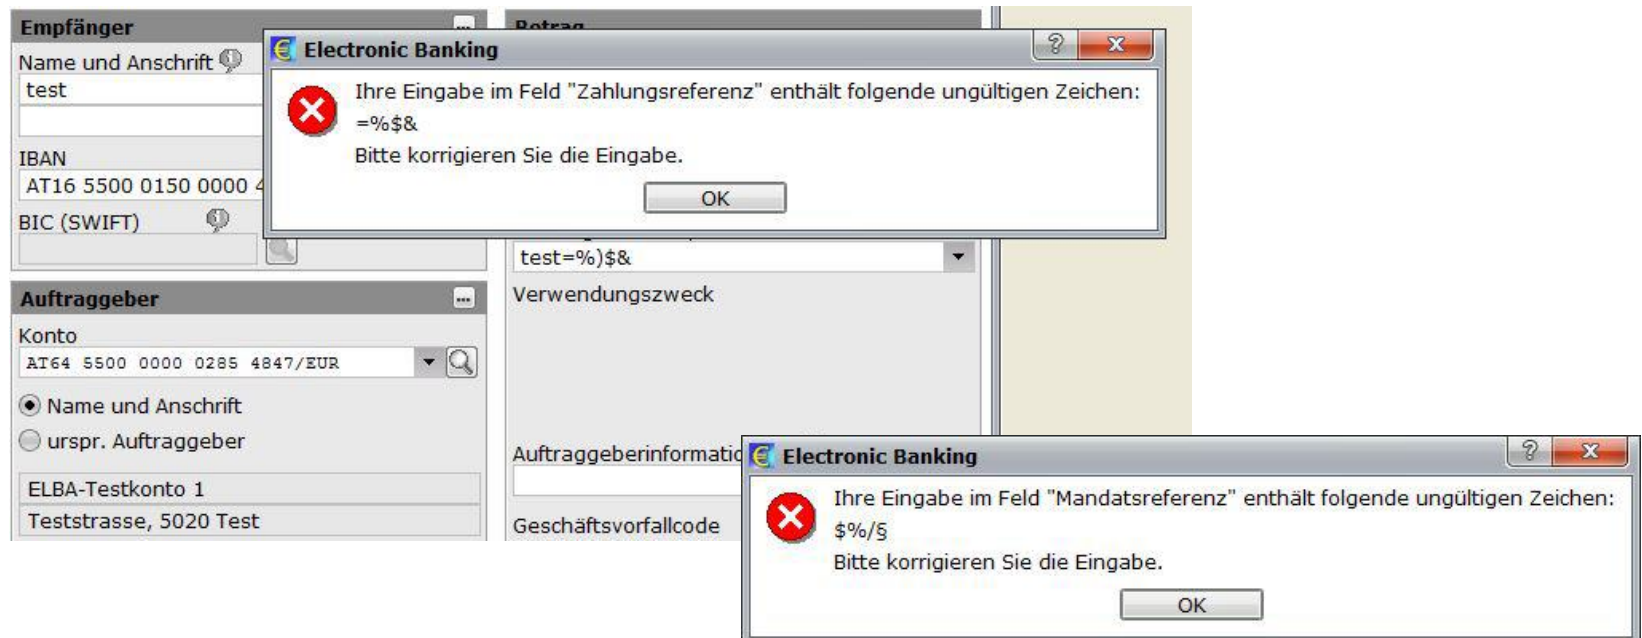 Empfänger
Name und Anschrift
test
IBAN
AT16 5500 0150 0000 4
BIC (SWIFT)
Auftraggeber
Konto
AT64 5500 0000 0285 4847/EUR
Name und Anschrift
urspr. Auftraggeber
ELBA-Testkonto 1
Teststrasse, 5020 Test
Betrag
Electronic Banking
Ihre Eingabe im Feld "Zahlungsreferenz" enthält folgende ungültigen Zeichen:
=%$&
Bitte korrigieren Sie die Eingabe.
OK
test=%)$&
Verwendungszweck
Auftraggeberinformatio
Geschäftsvorfallcode
Electronic Banking
Ihre Eingabe im Feld "Mandatsreferenz" enthält folgende ungültigen Zeichen:
$%/§
Bitte korrigieren Sie die Eingabe.
OK